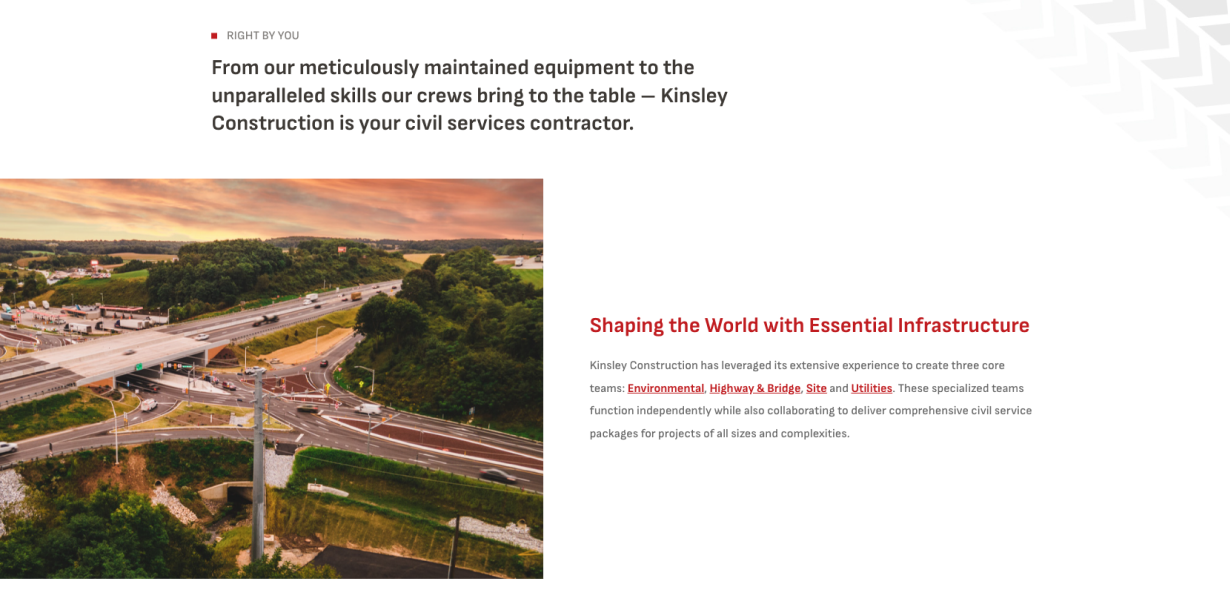 RIGHT BY YOU
From our meticulously maintained equipment to the
unparalleled skills our crews bring to the table – Kinsley
Construction is your civil services contractor.
Shaping the World with Essential Infrastructure
Kinsley Construction has leveraged its extensive experience to create three core
teams: Environmental, Highway & Bridge, Site and Utilities. These specialized teams
function independently while also collaborating to deliver comprehensive civil service
packages for projects of all sizes and complexities.